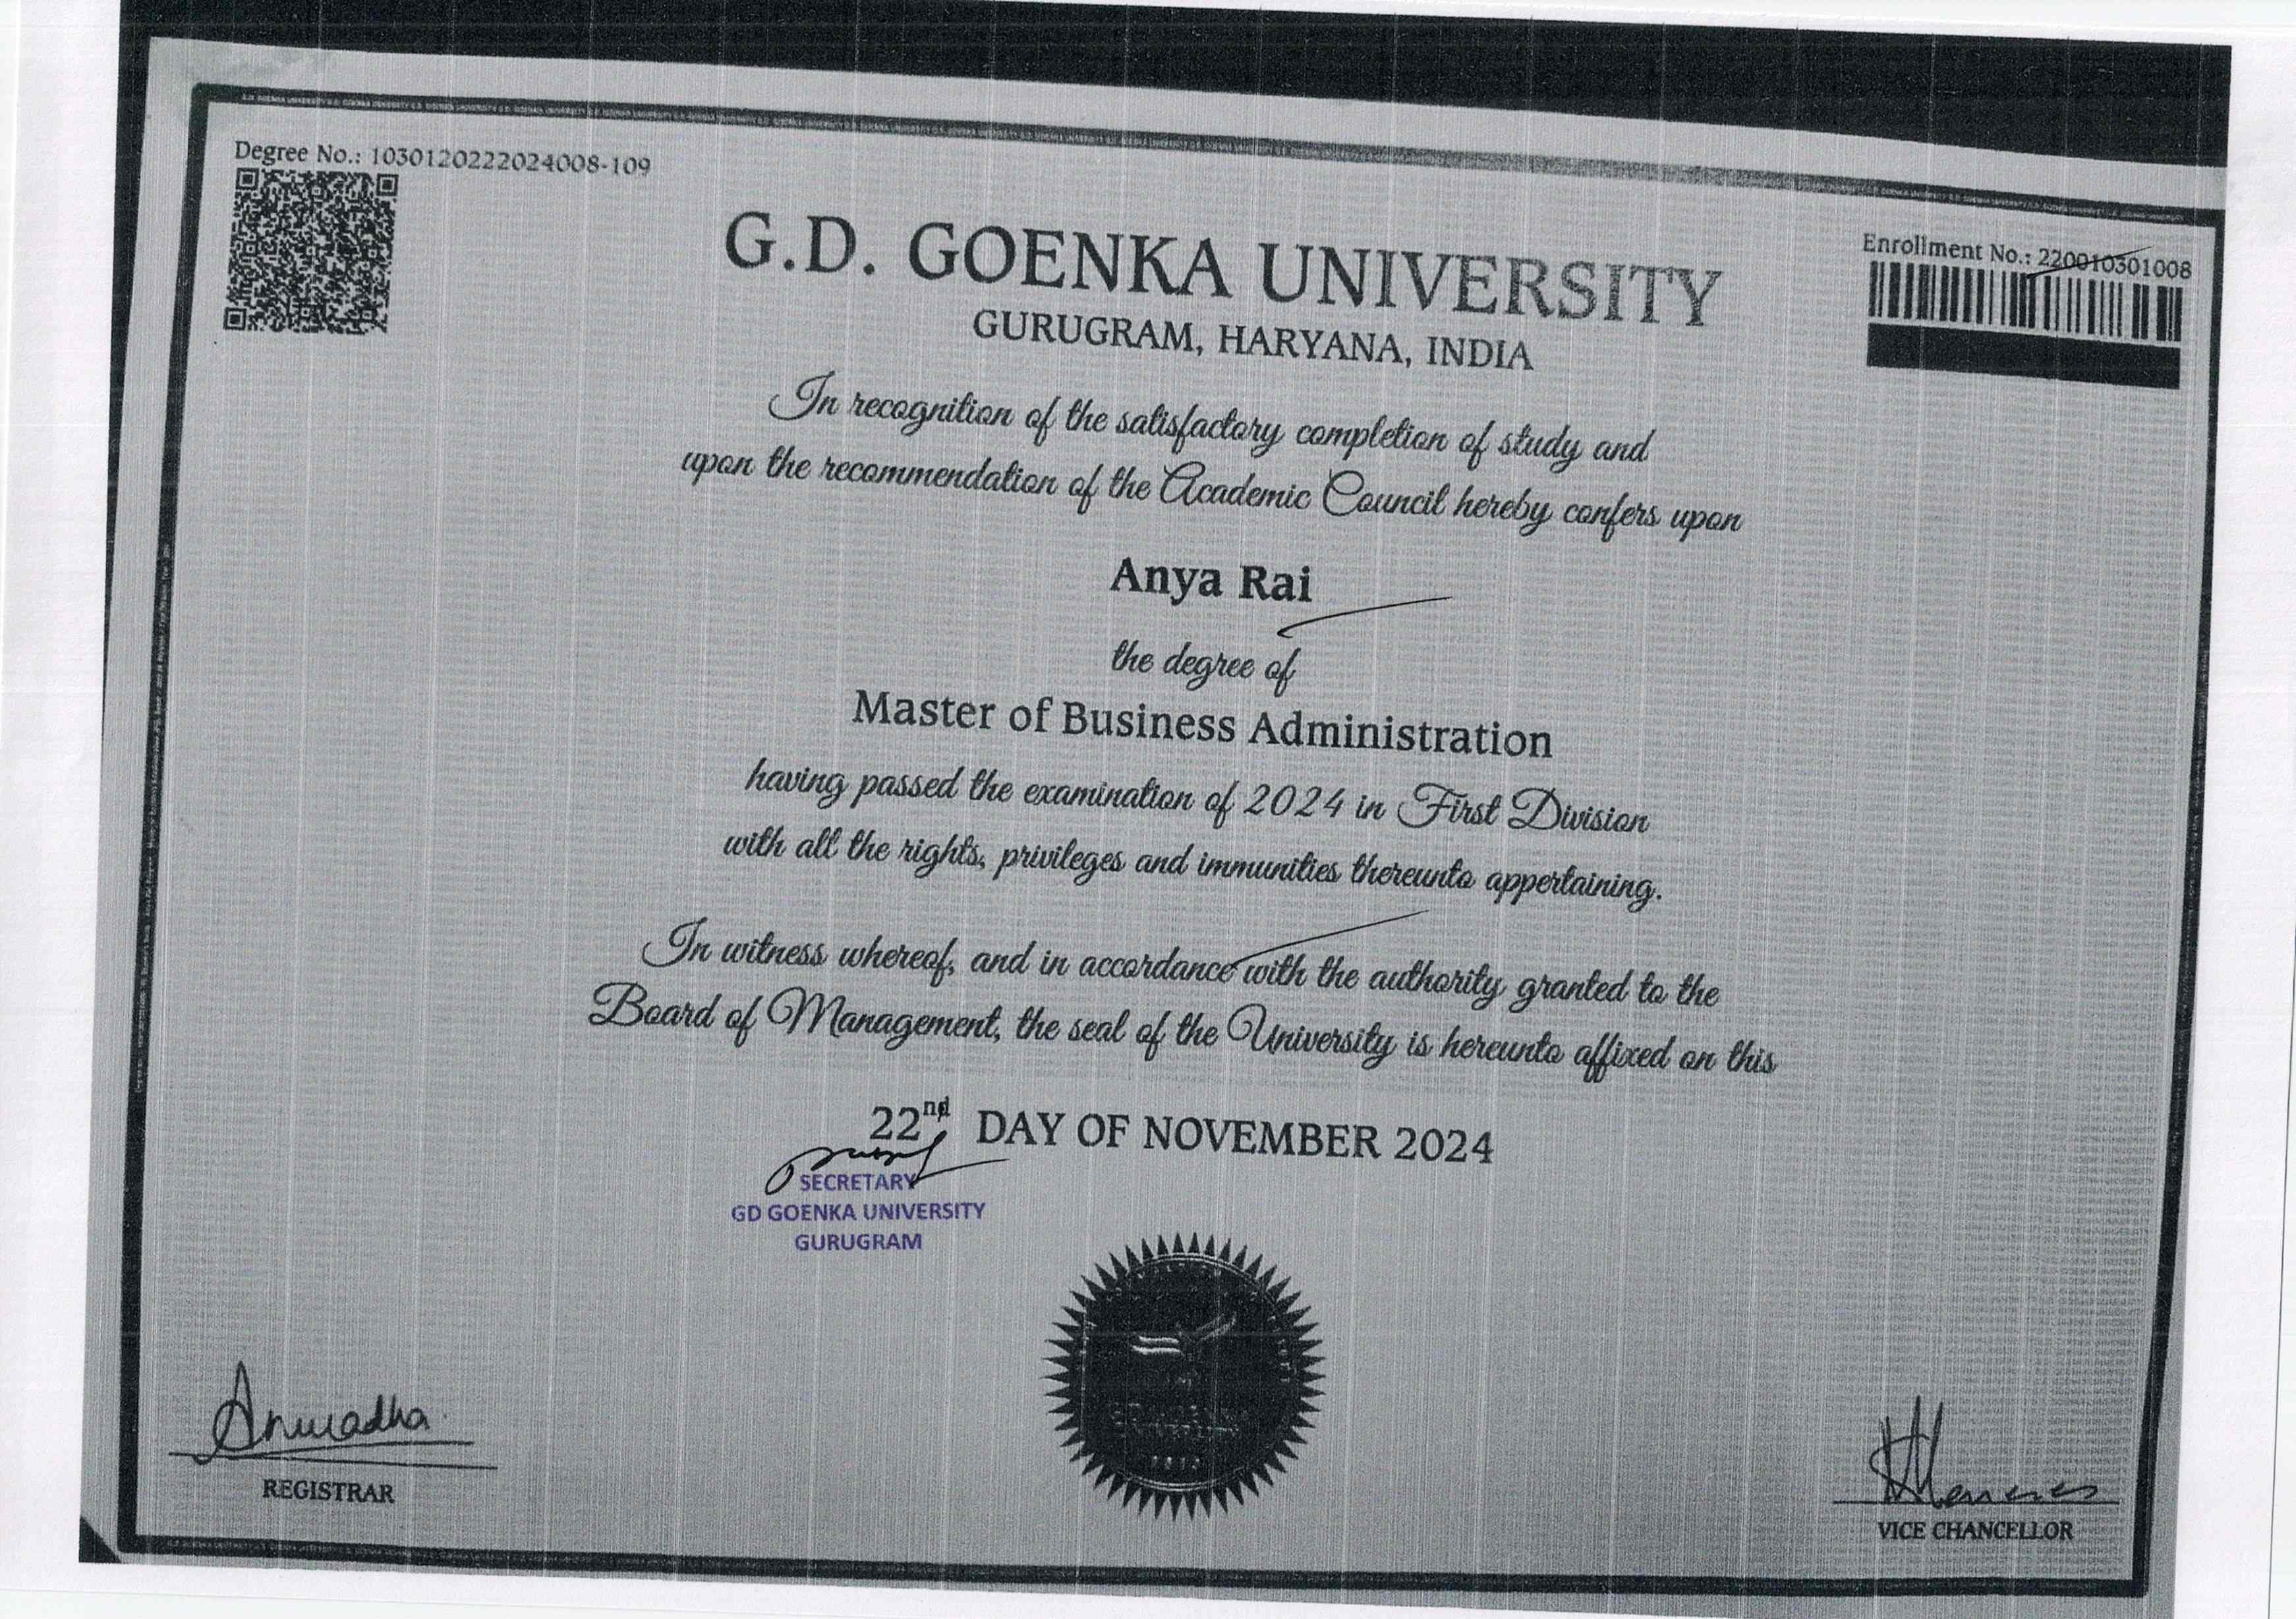 Degree No.: 1030120222024008-109
Enrollment No.: 220010301008
G.D. GOENKA UNIVERSITY
GURUGRAM, HARYANA, INDIA
In recognition of the satisfactory completion of study and
upon the recommendation of the Academic Council hereby confers upon
Anya Rai
the degree of
Master of Business Administration
having passed the examination of 2024 in First Division
with all the rights, privileges and immunities thereunto appertaining.
In witness whereof, and in accordance with the authority granted to the
Board of Management, the seal of the University is hereunto affixed on this
22nd DAY OF NOVEMBER 2024
SECRETARY
GD GOENKA UNIVERSITY
GURUGRAM
Anuradha
REGISTRAR
VICE CHANCELLOR